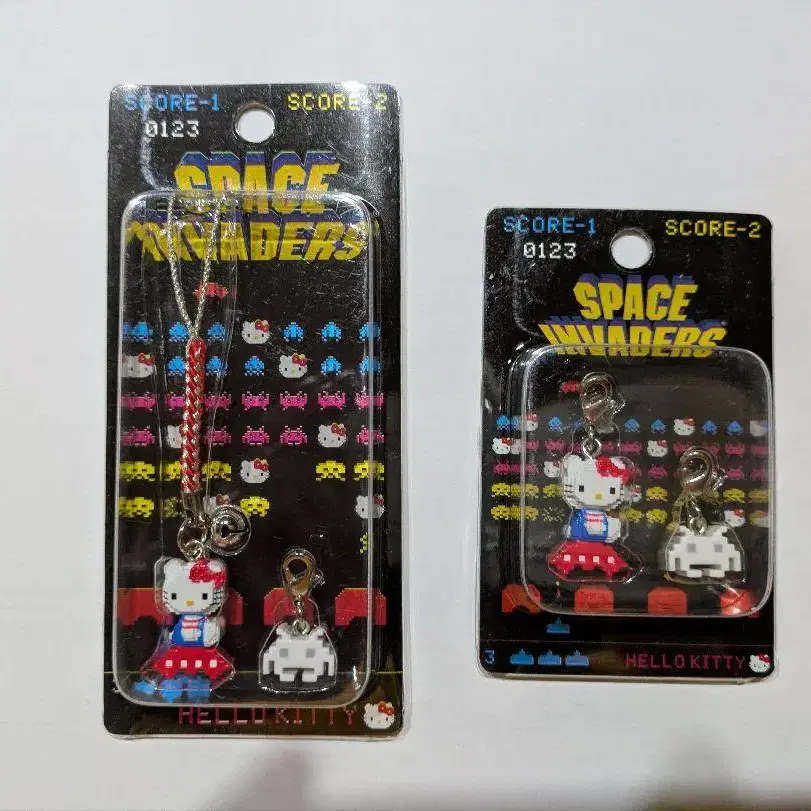 SCORE-1 SCORE-2
0123
SPACE
INVADERS
HELLO KITTY
SCORE-1 SCORE-2
0123
SPACE
INVADERS
3 HELLO KITTY